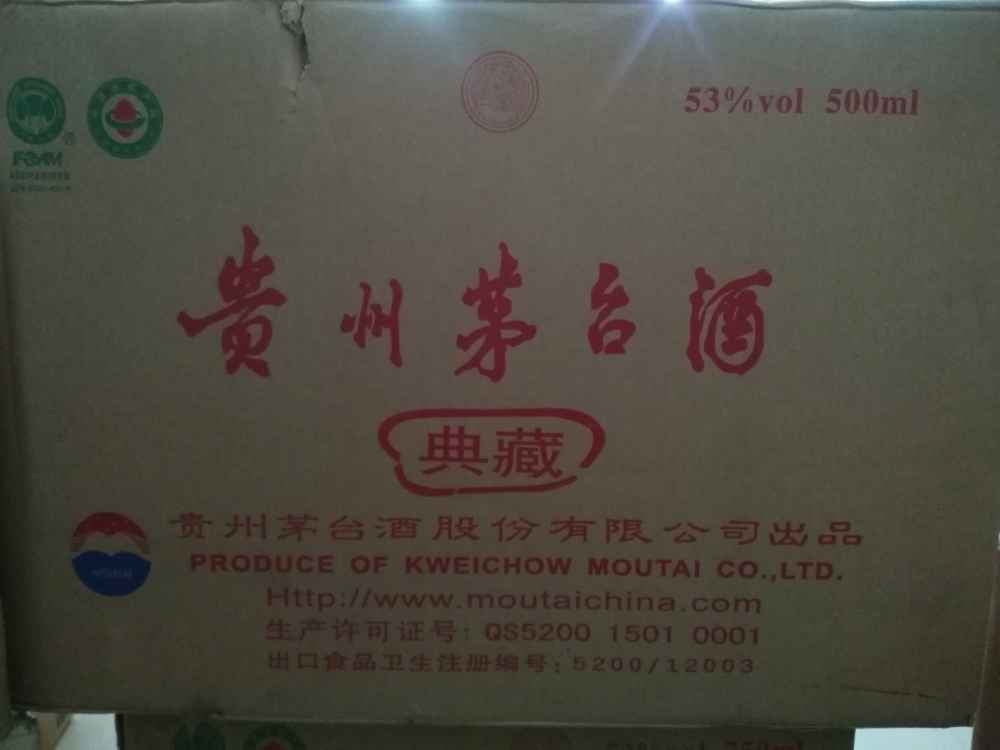 53%vol 500ml
贵州茅台酒
典藏
贵州茅台酒股份有限公司出品
PRODUCE OF KWEICHOW MOUTAI CO.,LTD.
Http://www.moutaichina.com
生产许可证号: QS5200 1501 0001
出口食品卫生注册编号: 5200/12003